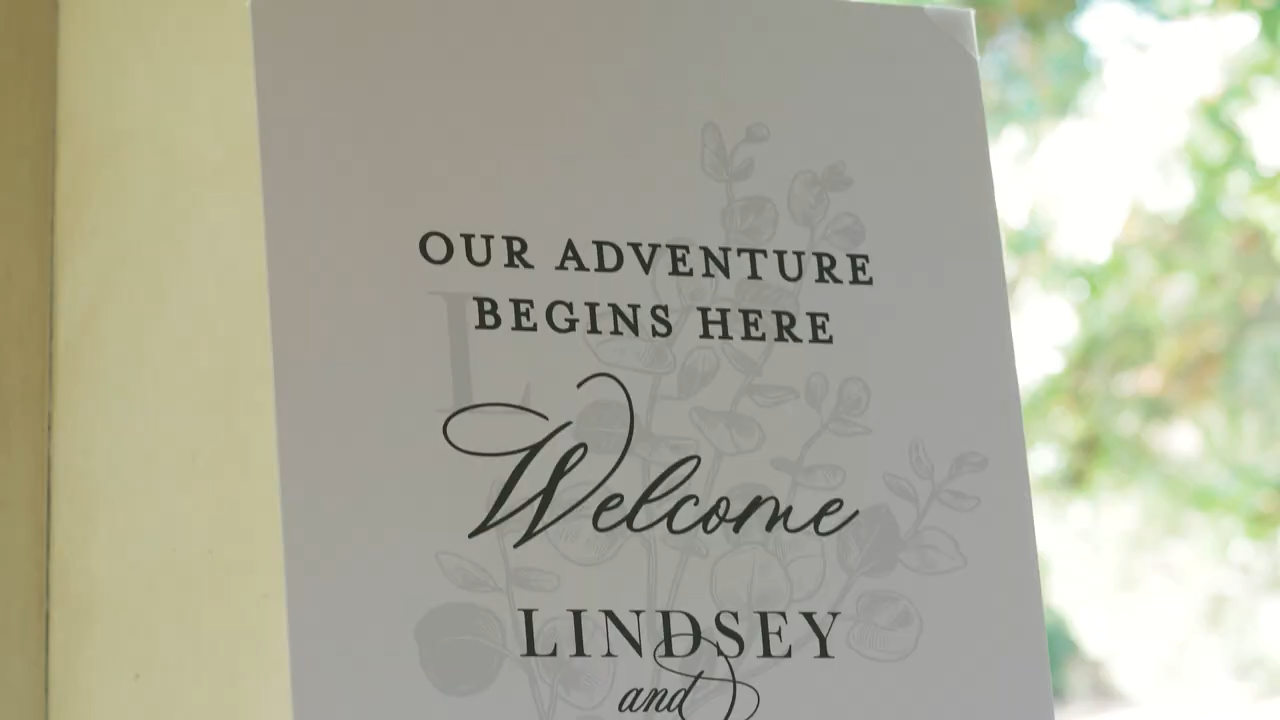 OUR ADVENTURE
BEGINS HERE
L
Welcome
LINDSEY
and